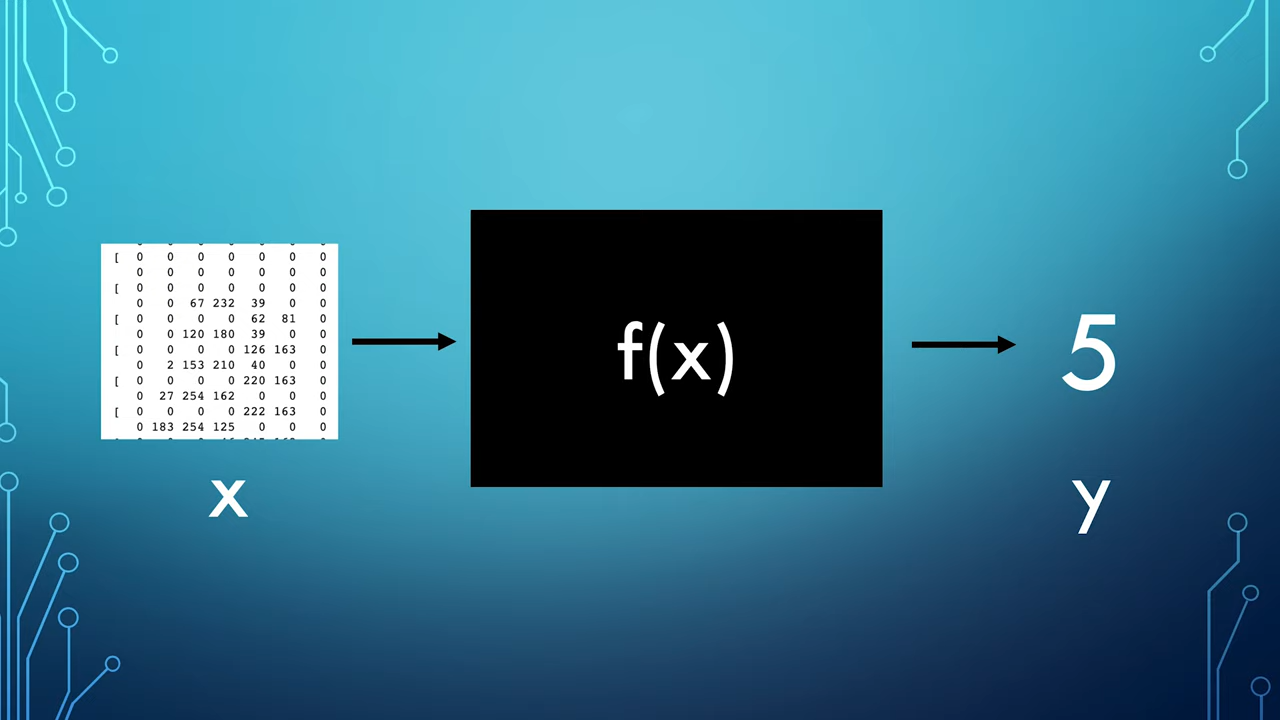 [ 0 0 0 0 0 0 0
0 0 0 0 0 0 0
[ 0 0 0 0 0 0 0
0 0 67 232 39 0 0
[ 0 0 0 0 62 81 0
0 120 180 39 0 0
[ 0 0 0 0 126 163 0
0 2 153 210 40 0 0
[ 0 0 0 0 220 163 0
0 27 254 162 0 0 0
[ 0 0 0 0 222 163 0
0 183 254 125 0 0 0
x
f(x)
5
y